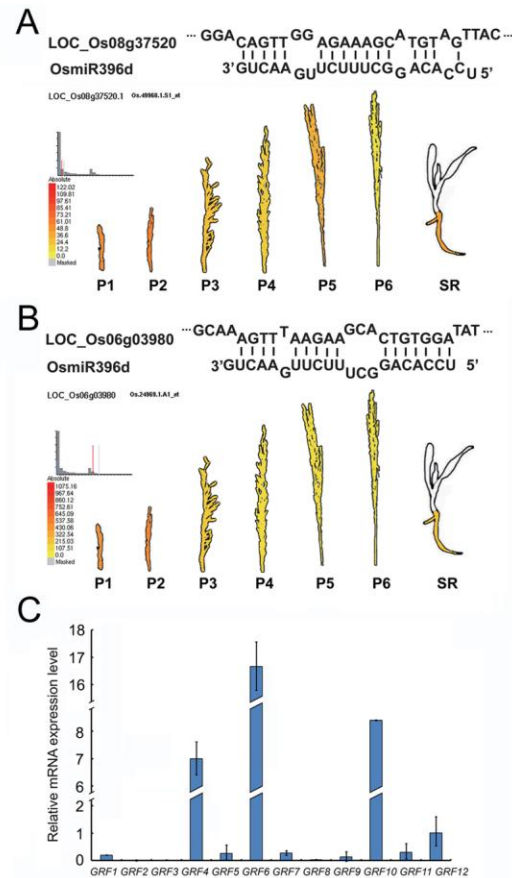 A
LOC_Os08g37520
··· GGA CAGTT GG AGAAAGC A TGT A G TTAC ···
OsmiR396d
3'GUCAA GU UCUUUCG G ACA C CU 5'
LOC_Os08g37520.1
Absolute
122.02
109.81
97.61
85.41
73.21
61.01
48.8
36.6
24.4
12.2
0.0
Masked
P1 P2 P3 P4 P5 P6 SR
B
LOC_Os06g03980
···GCAA AGTT T AAGAA GCA CTGTGGA TAT ···
OsmiR396d
3'GUCAA G UUCUU UCG GACACCU 5'
LOC_Os06g03980
Os.24968.1.A1_at
Absolute
1075.16
967.64
860.12
752.61
645.09
537.58
430.06
322.54
215.03
107.51
0.0
Masked
P1 P2 P3 P4 P5 P6 SR
C
Relative mRNA expression level
18
17
16
8
7
6
2
1
0
GRF1 GRF2 GRF3 GRF4 GRF5 GRF6 GRF7 GRF8 GRF9 GRF10 GRF11 GRF12